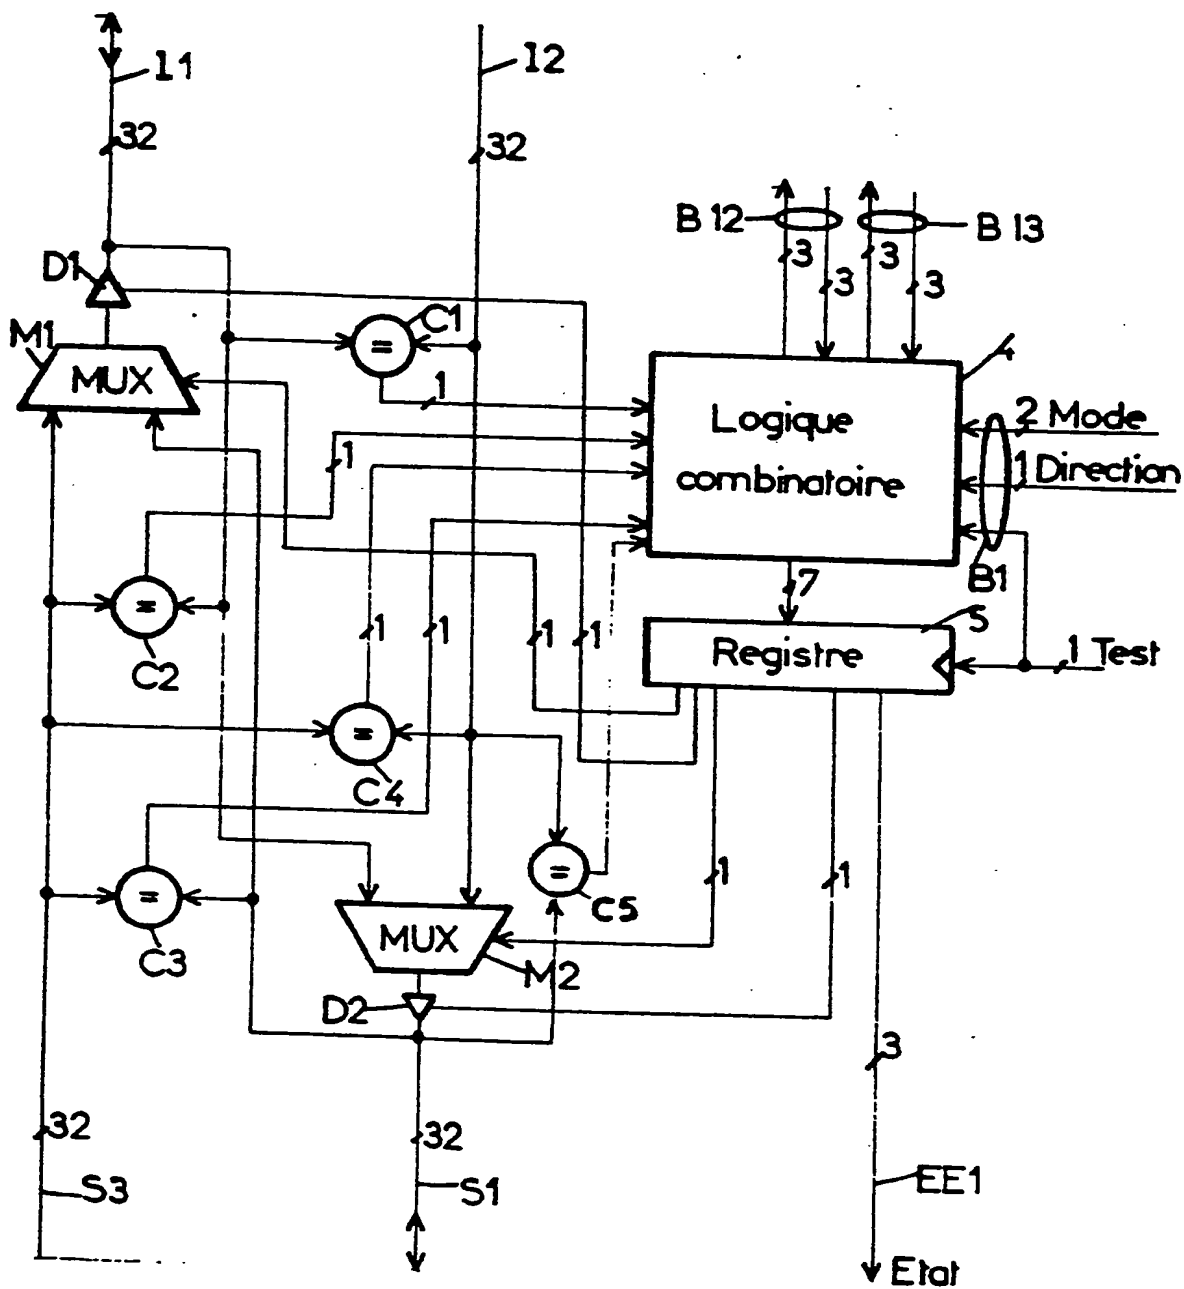 I1
I2
32
32
B 12
B 13
3
3
3
3
D1
C1
M1
MUX
=
4
1
Logique
combinatoire
2 Mode
1 Direction
1
B1
7
5
=
C2
1
1
1
1
Registre
1 Test
=
C4
=
C3
=
C5
1
1
MUX
M2
D2
3
32
32
S3
S1
EE1
Etat